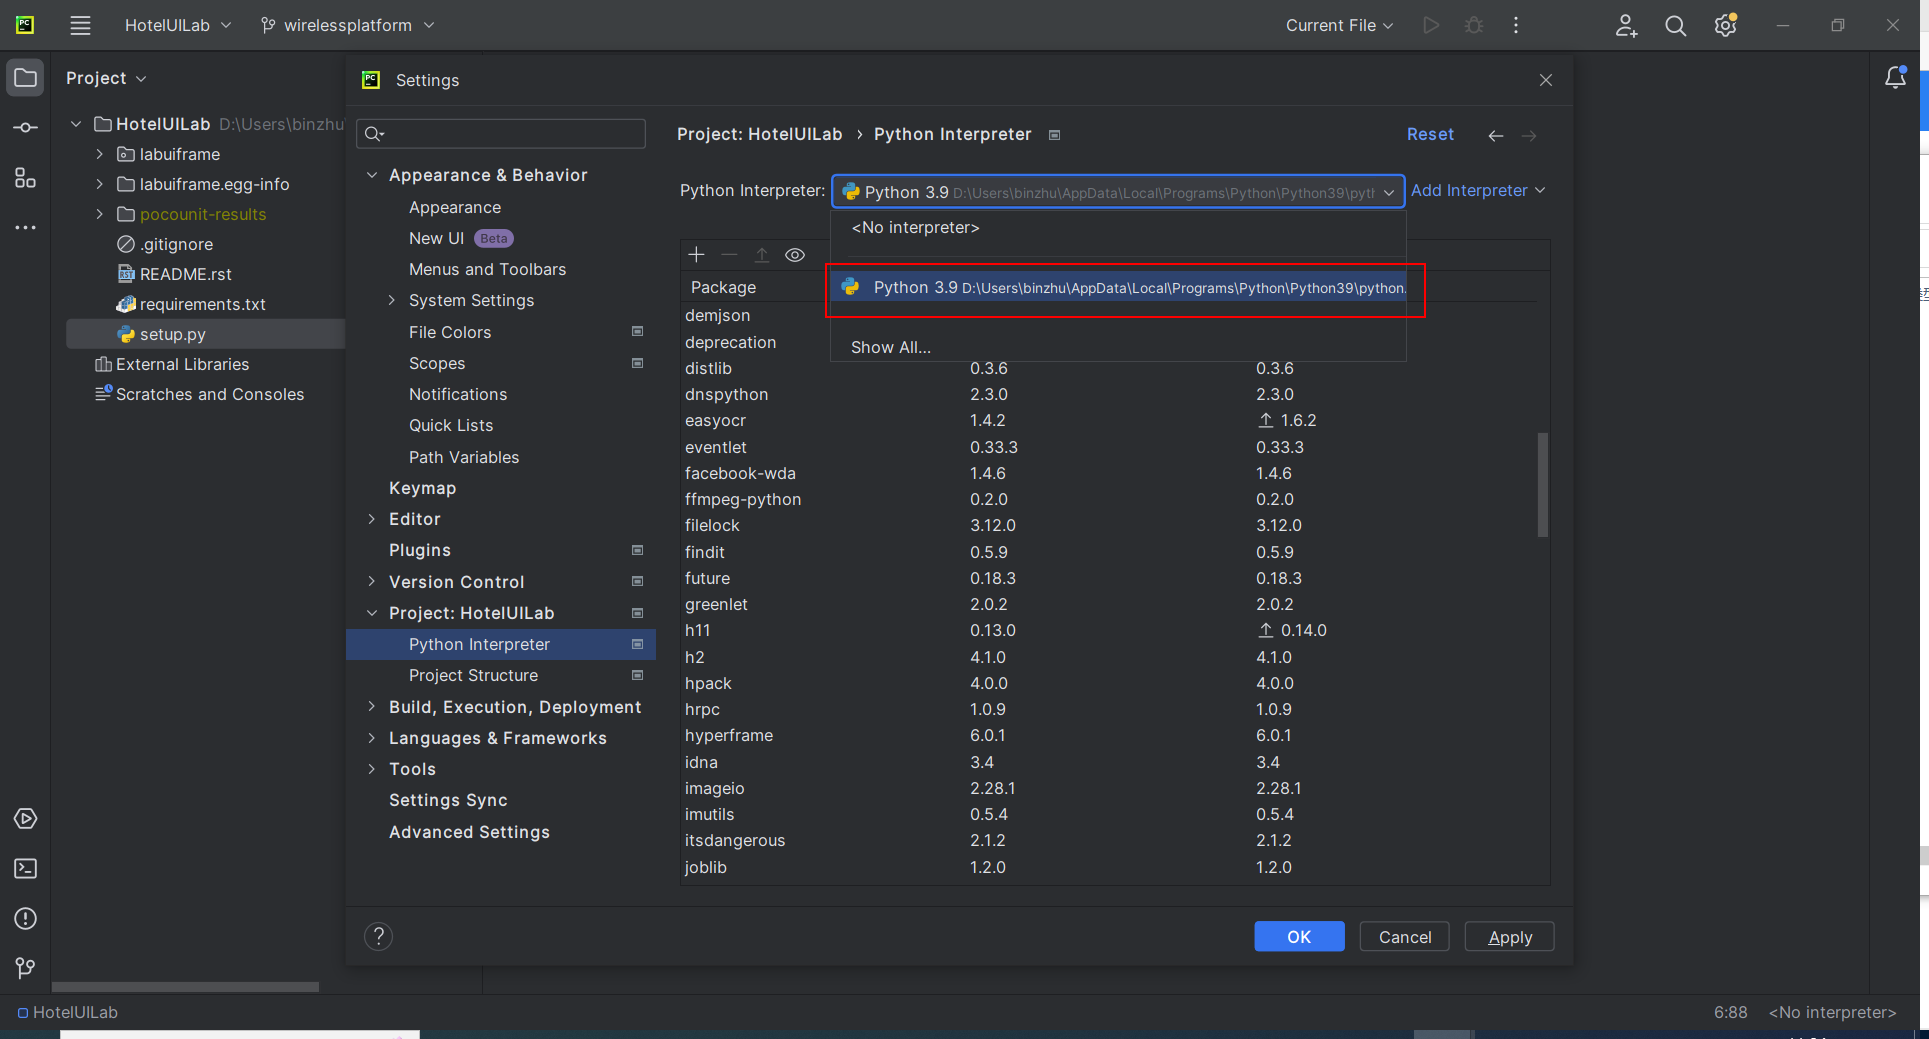 HotelUILab
wirelessplatform
Current File
Project
HotelUILab D:\Users\binzhu
labuiframe
labuiframe.egg-info
pocounit-results
.gitignore
README.rst
requirements.txt
setup.py
External Libraries
Scratches and Consoles
Settings
Appearance & Behavior
Appearance
New UI Beta
Menus and Toolbars
System Settings
File Colors
Scopes
Notifications
Quick Lists
Path Variables
Keymap
Editor
Plugins
Version Control
Project: HotelUILab
Python Interpreter
Project Structure
Build, Execution, Deployment
Languages & Frameworks
Tools
Settings Sync
Advanced Settings
Project: HotelUILab › Python Interpreter
Reset
Python Interpreter: Python 3.9 D:\Users\binzhu\AppData\Local\Programs\Python\Python39\pyt Add Interpreter
<No interpreter>
Package
Python 3.9 D:\Users\binzhu\AppData\Local\Programs\Python\Python39\python.
Show All...
demjson
deprecation
distlib 0.3.6 0.3.6
dnspython 2.3.0 2.3.0
easyocr 1.4.2 1.6.2
eventlet 0.33.3 0.33.3
facebook-wda 1.4.6 1.4.6
ffmpeg-python 0.2.0 0.2.0
filelock 3.12.0 3.12.0
findit 0.5.9 0.5.9
future 0.18.3 0.18.3
greenlet 2.0.2 2.0.2
h11 0.13.0 0.14.0
h2 4.1.0 4.1.0
hpack 4.0.0 4.0.0
hrpc 1.0.9 1.0.9
hyperframe 6.0.1 6.0.1
idna 3.4 3.4
imageio 2.28.1 2.28.1
imutils 0.5.4 0.5.4
itsdangerous 2.1.2 2.1.2
joblib 1.2.0 1.2.0
?
OK
Cancel
Apply
HotelUILab
6:88
<No interpreter>